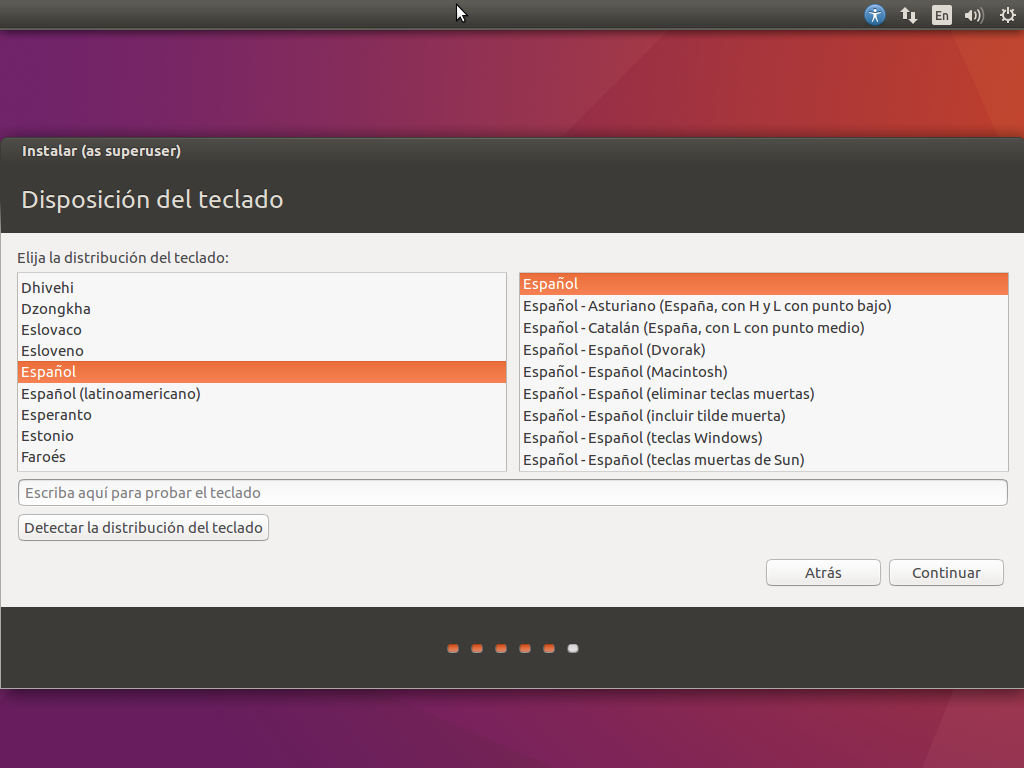 En
Instalar (as superuser)
Disposición del teclado
Elija la distribución del teclado:
Dhivehi
Dzongkha
Eslovaco
Esloveno
Español
Español (latinoamericano)
Esperanto
Estonio
Faroés
Español
Español - Asturiano (España, con H y L con punto bajo)
Español - Catalán (España, con L con punto medio)
Español - Español (Dvorak)
Español - Español (Macintosh)
Español - Español (eliminar teclas muertas)
Español - Español (incluir tilde muerta)
Español - Español (teclas Windows)
Español - Español (teclas muertas de Sun)
Escriba aquí para probar el teclado
Detectar la distribución del teclado
Atrás
Continuar